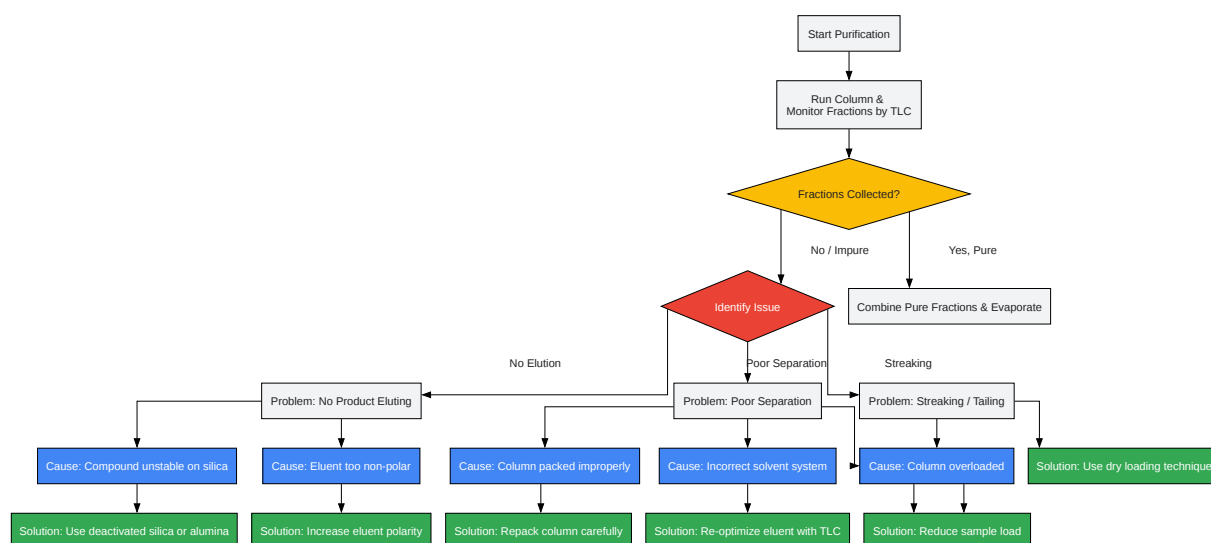 Start Purification
Run Column &
Monitor Fractions by TLC
Fractions Collected?
No / Impure
Yes, Pure
Identify Issue
Combine Pure Fractions & Evaporate
No Elution
Poor Separation
Streaking
Problem: No Product Eluting
Problem: Poor Separation
Problem: Streaking / Tailing
Cause: Compound unstable on silica
Cause: Eluent too non-polar
Cause: Column packed improperly
Cause: Incorrect solvent system
Cause: Column overloaded
Solution: Use dry loading technique
Solution: Use deactivated silica or alumina
Solution: Increase eluent polarity
Solution: Repack column carefully
Solution: Re-optimize eluent with TLC
Solution: Reduce sample load